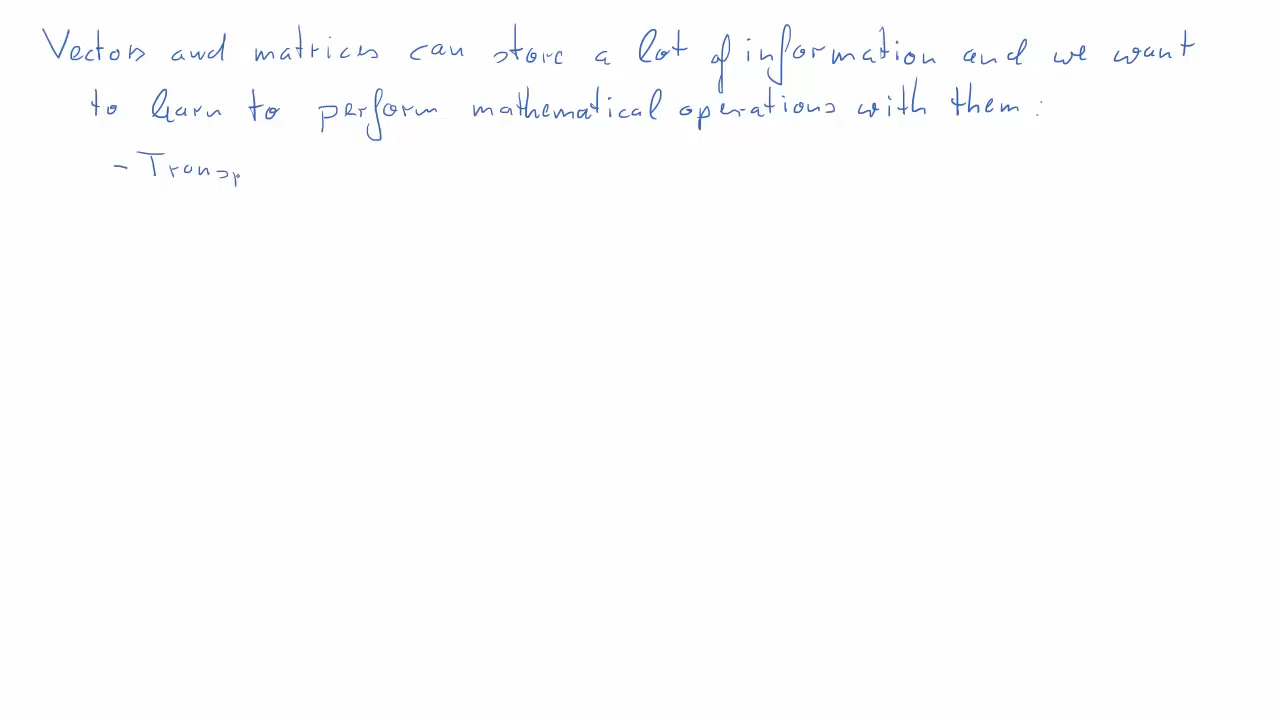 Vectors and matrices can store a lot of information and we want
to learn to perform mathematical operations with them:
- Transp